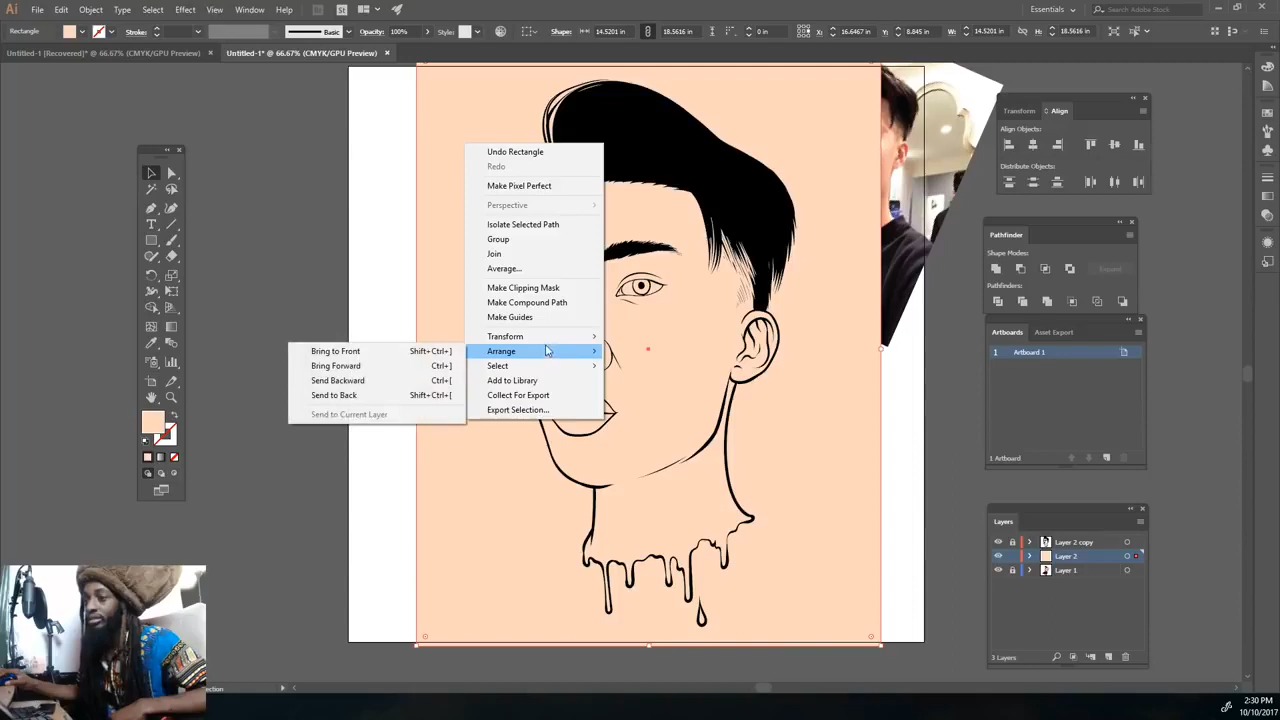 Ai File Edit Object Type Select Effect View Window Help Br St Essentials Search Adobe Stock
Rectangle Stroke: Basic Opacity: 100% Style: Shape: 14.5201 in 18.5616 in 0 in X: 16.6467 in Y: 8.845 in W: 14.5201 in H: 18.5616 in
Untitled-1 [Recovered]* @ 66.67% (CMYK/GPU Preview) × Untitled-1* @ 66.67% (CMYK/GPU Preview) ×
Transform Align
Align Objects:
Distribute Objects:
Undo Rectangle
Redo
Make Pixel Perfect
Perspective
Isolate Selected Path
Group
Join
Average...
Make Clipping Mask
Make Compound Path
Make Guides
Transform
Arrange
Select
Add to Library
Collect For Export
Export Selection...
Bring to Front Shift+Ctrl+]
Bring Forward Ctrl+]
Send Backward Ctrl+[
Send to Back Shift+Ctrl+[
Send to Current Layer
Pathfinder
Shape Modes:
Expand
Pathfinders:
Artboards Asset Export
1 Artboard 1
1 Artboard
Layers
Layer 2 copy
Layer 2
Layer 1
3 Layers
2:30 PM
10/10/2017